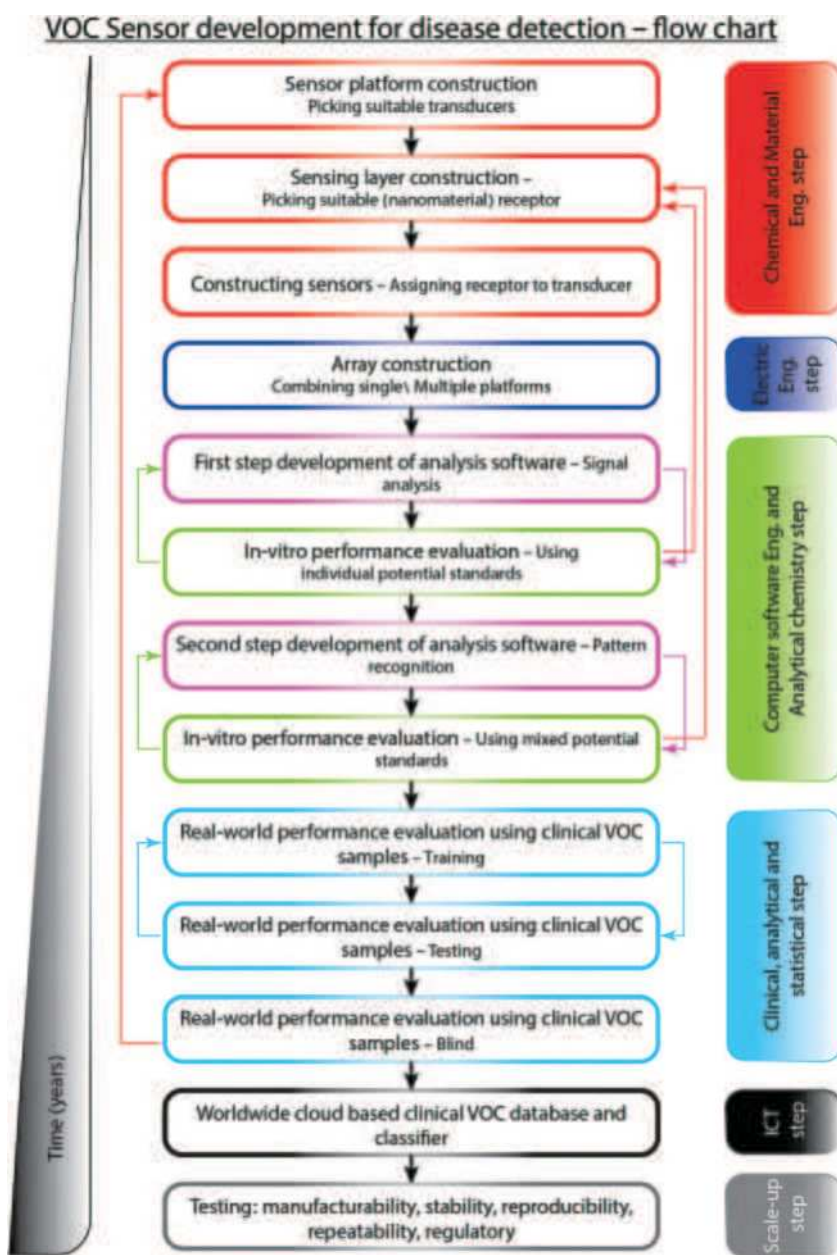 VOC Sensor development for disease detection – flow chart
Sensor platform construction
Picking suitable transducers
Sensing layer construction –
Picking suitable (nanomaterial) receptor
Constructing sensors – Assigning receptor to transducer
Array construction
Combining single\ Multiple platforms
First step development of analysis software – Signal
analysis
In-vitro performance evaluation – Using
individual potential standards
Second step development of analysis software – Pattern
recognition
In-vitro performance evaluation – Using mixed potential
standards
Real-world performance evaluation using clinical VOC
samples – Training
Real-world performance evaluation using clinical VOC
samples – Testing
Real-world performance evaluation using clinical VOC
samples – Blind
Worldwide cloud based clinical VOC database and
classifier
Testing: manufacturability, stability, reproducibility,
repeatability, regulatory
Time (years)
Chemical and Material
Eng. step
Electric
Eng.
step
Computer software Eng. and
Analytical chemistry step
Clinical, analytical and
statistical step
ICT
step
Scale-up
step